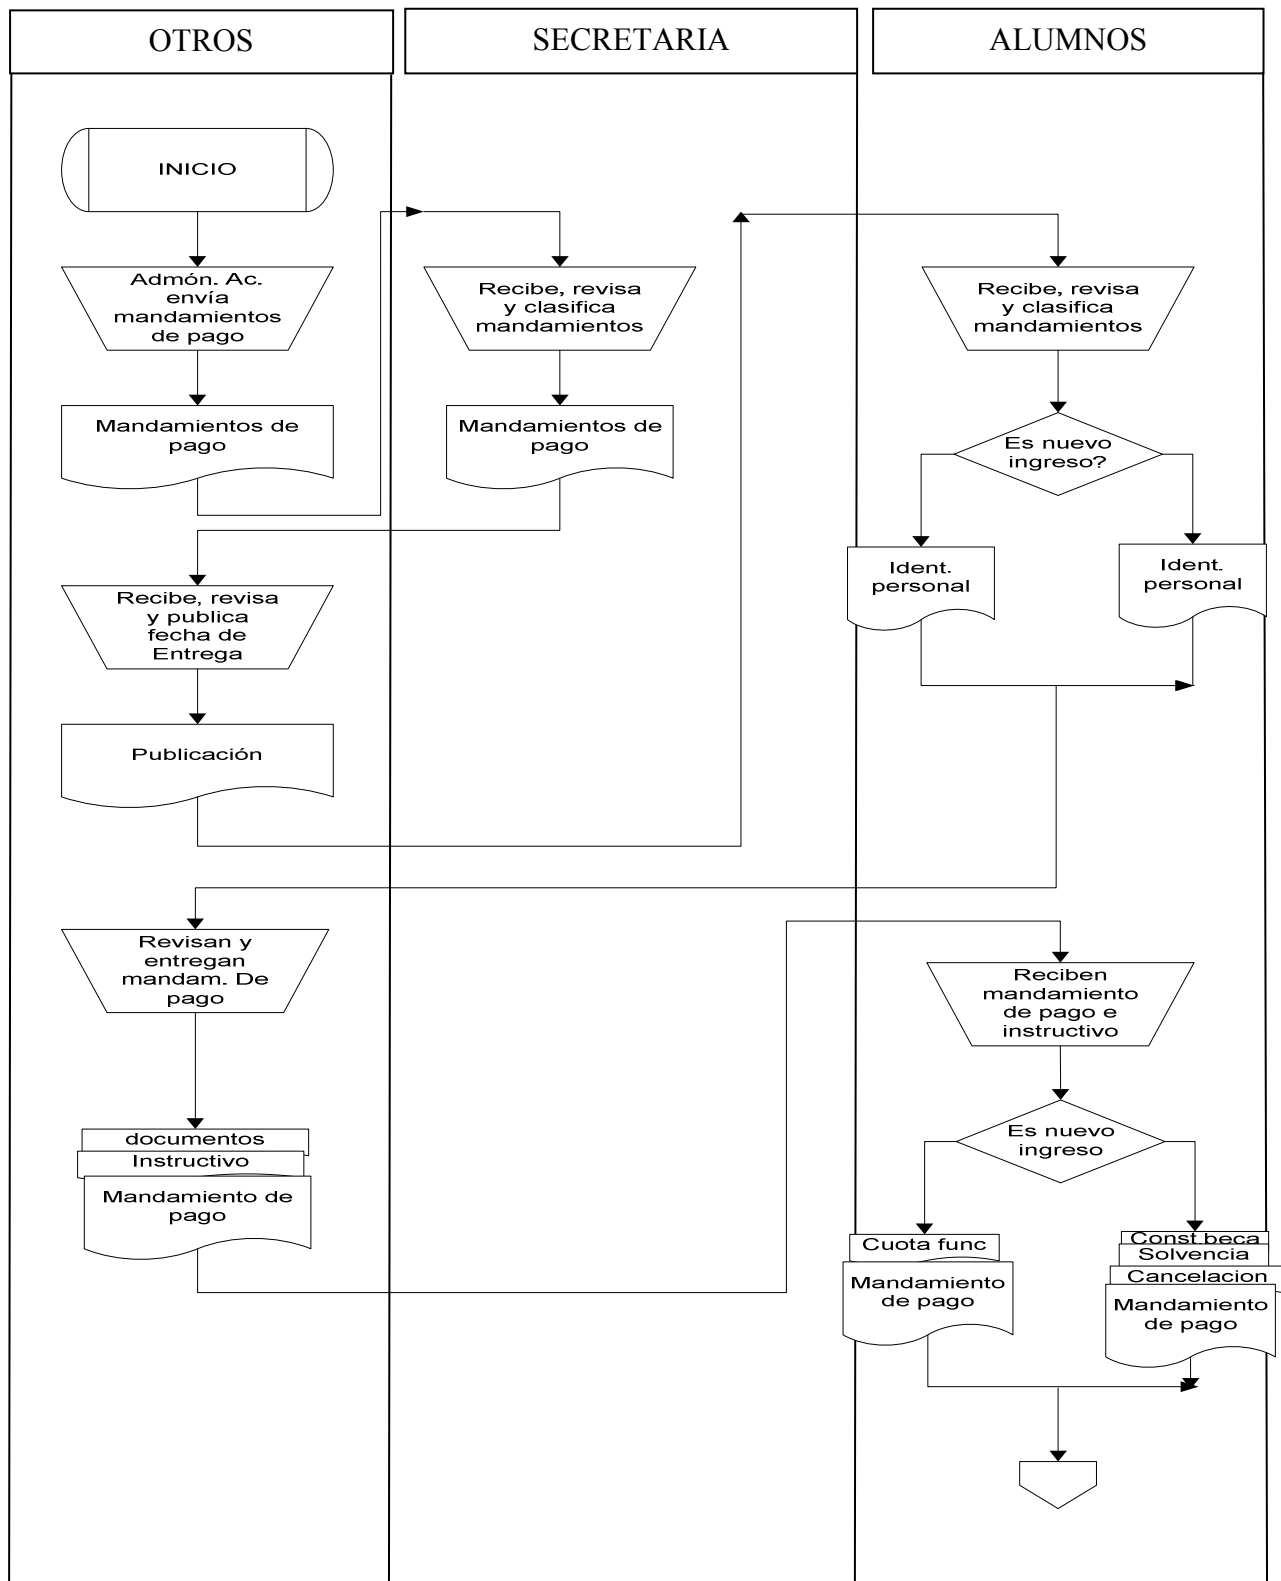 OTROS
SECRETARIA
ALUMNOS
INICIO
Admón. Ac.
envía
mandamientos
de pago
Recibe, revisa
y clasifica
mandamientos
Recibe, revisa
y clasifica
mandamientos
Mandamientos de
pago
Mandamientos de
pago
Es nuevo
ingreso?
Ident.
personal
Ident.
personal
Recibe, revisa
y publica
fecha de
Entrega
Publicación
Revisan y
entregan
mandam. De
pago
Reciben
mandamiento
de pago e
instructivo
documentos
Instructivo
Mandamiento de
pago
Es nuevo
ingreso
Cuota func
Mandamiento
de pago
Const.beca
Solvencia
Cancelacion
Mandamiento
de pago